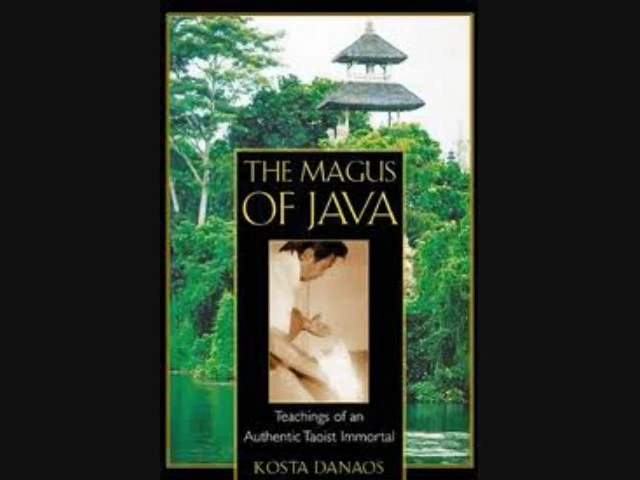 THE MAGUS
OF JAVA
Teachings of an
Authentic Taoist Immortal
KOSTA DANAOS